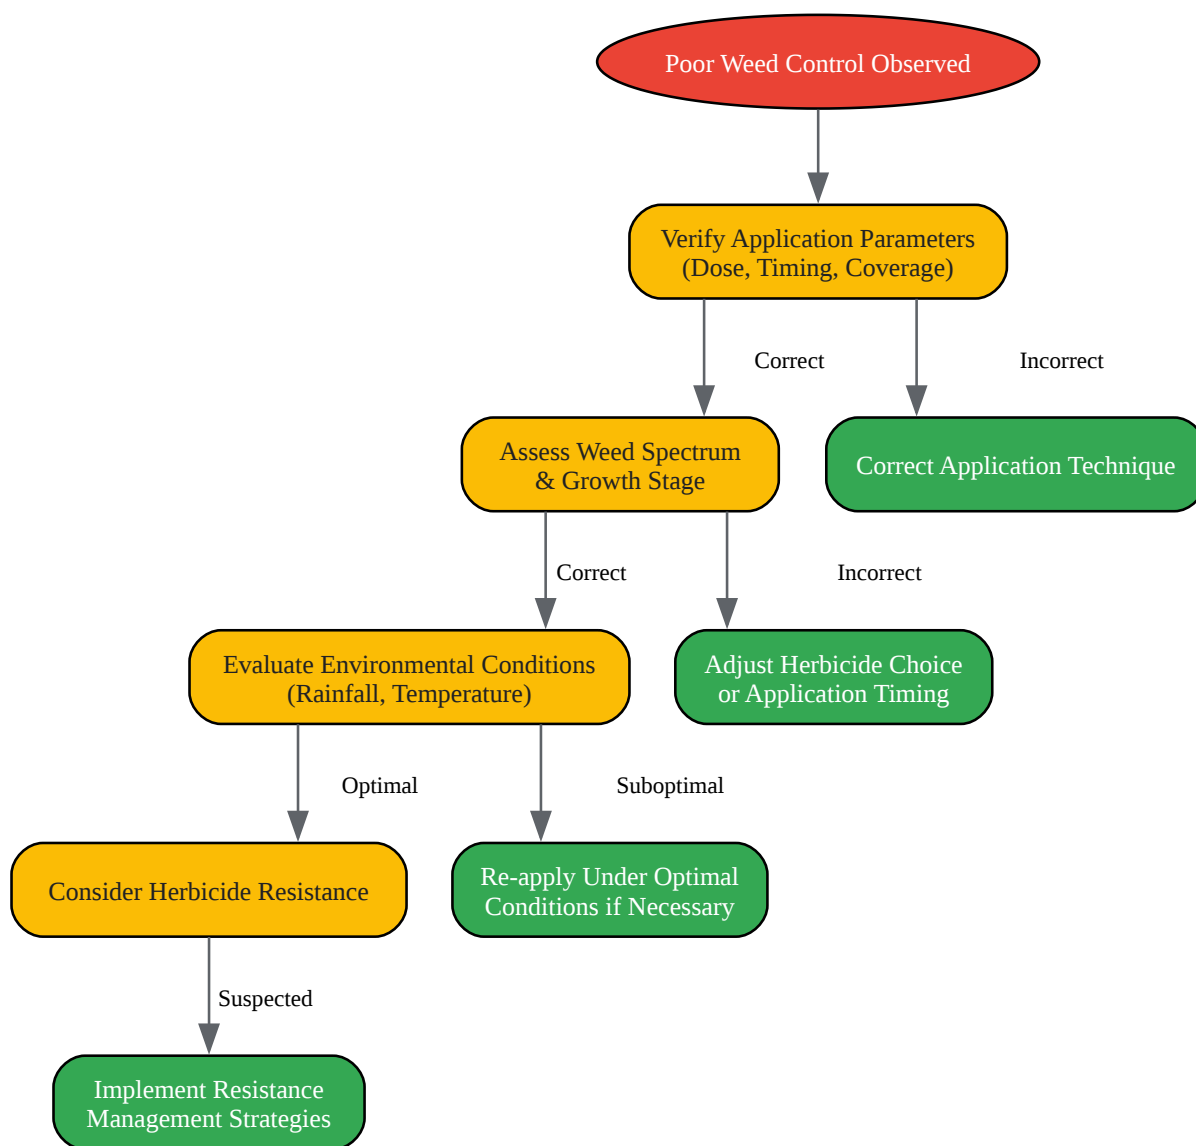 Poor Weed Control Observed
Verify Application Parameters
(Dose, Timing, Coverage)
Correct
Incorrect
Assess Weed Spectrum
& Growth Stage
Correct Application Technique
Correct
Incorrect
Evaluate Environmental Conditions
(Rainfall, Temperature)
Adjust Herbicide Choice
or Application Timing
Optimal
Suboptimal
Consider Herbicide Resistance
Re-apply Under Optimal
Conditions if Necessary
Suspected
Implement Resistance
Management Strategies